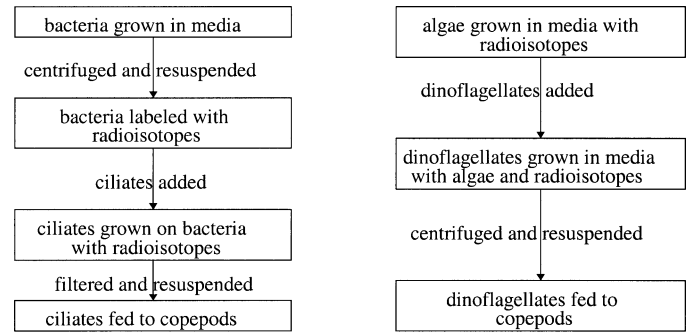 bacteria grown in media
centrifuged and resuspended
bacteria labeled with
radioisotopes
ciliates added
ciliates grown on bacteria
with radioisotopes
filtered and resuspended
ciliates fed to copepods
algae grown in media with
radioisotopes
dinoflagellates added
dinoflagellates grown in media
with algae and radioisotopes
centrifuged and resuspended
dinoflagellates fed to
copepods